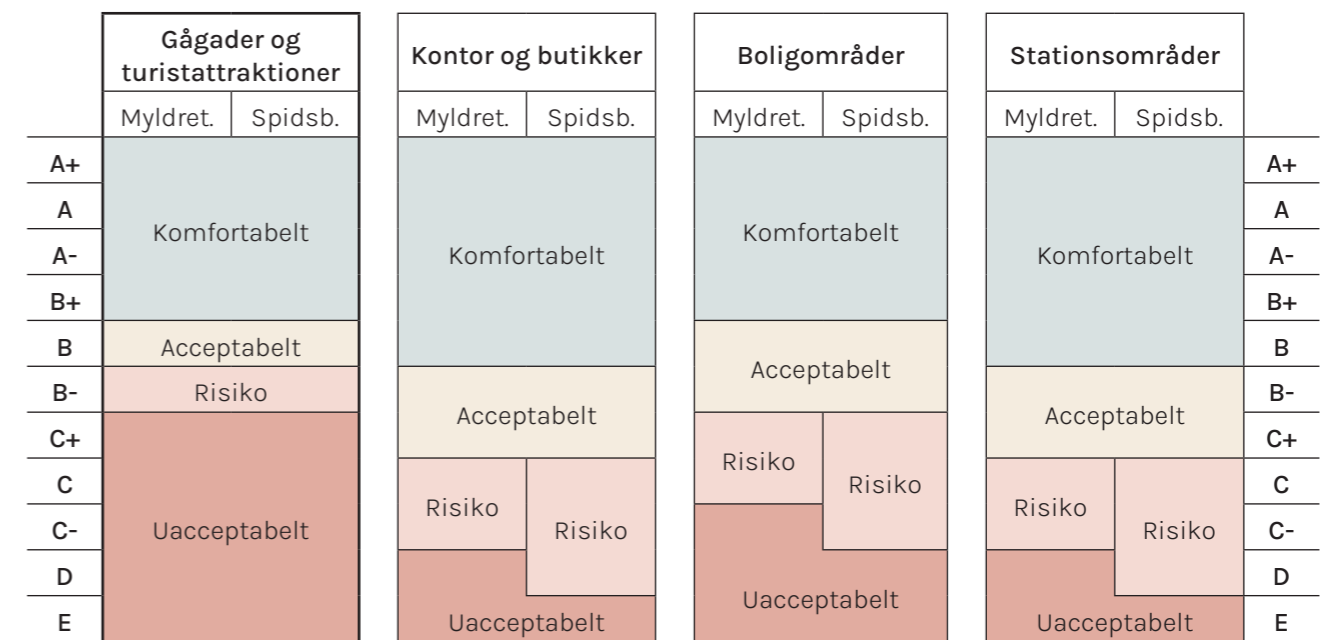 Gågader og
turistattraktioner
Kontor og butikker
Boligområder
Stationsområder
Myldret. Spidsb. Myldret. Spidsb. Myldret. Spidsb. Myldret. Spidsb.
A+ A+
A A
Komfortabelt Komfortabelt
A- Komfortabelt Komfortabelt A-
B+ B+
B Acceptabelt B
Acceptabelt
B- Risiko B-
Acceptabelt Acceptabelt
C+ C+
Risiko
C Risiko C
Risiko Risiko
C- Uacceptabelt Risiko Risiko C-
D D
Uacceptabelt
E Uacceptabelt Uacceptabelt E